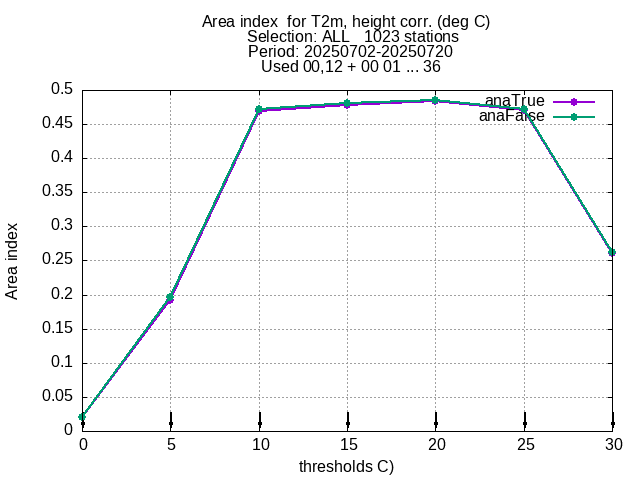 Area index  for T2m, height corr. (deg C)
Selection: ALL   1023 stations
Period: 20250702-20250720
Used 00,12 + 00 01 ... 36
0.5
0.45
0.4
0.35
0.3
0.25
0.2
0.15
0.1
0.05
0
Area index
anaTrue
anaFalse
0 5 10 15 20 25 30
thresholds C)